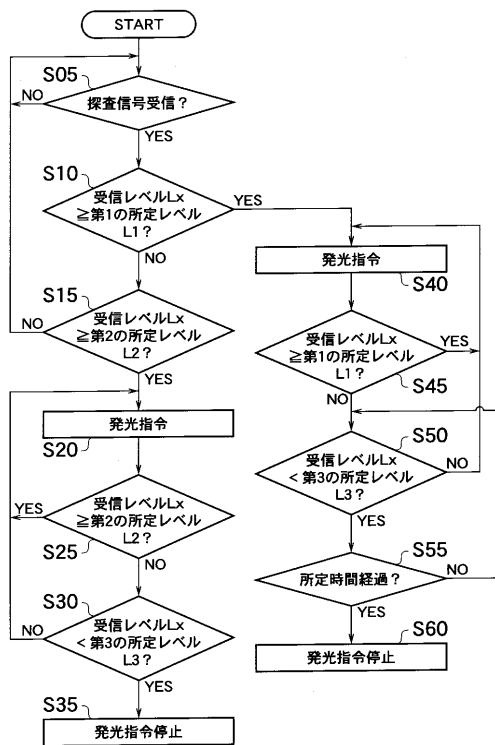 START
S05
NO
探査信号受信？
YES
S10
受信レベルLx
≧第1の所定レベル
L1？
YES
NO
S15
受信レベルLx
≧第2の所定レベル
L2？
NO
YES
発光指令
S20
受信レベルLx
≧第2の所定レベル
L2？
YES
S25
NO
S30
受信レベルLx
＜第3の所定レベル
L3？
NO
YES
S35
発光指令停止
発光指令
S40
受信レベルLx
≧第1の所定レベル
L1？
YES
S45
NO
S50
受信レベルLx
＜第3の所定レベル
L3？
NO
YES
S55
所定時間経過？
NO
YES
S60
発光指令停止